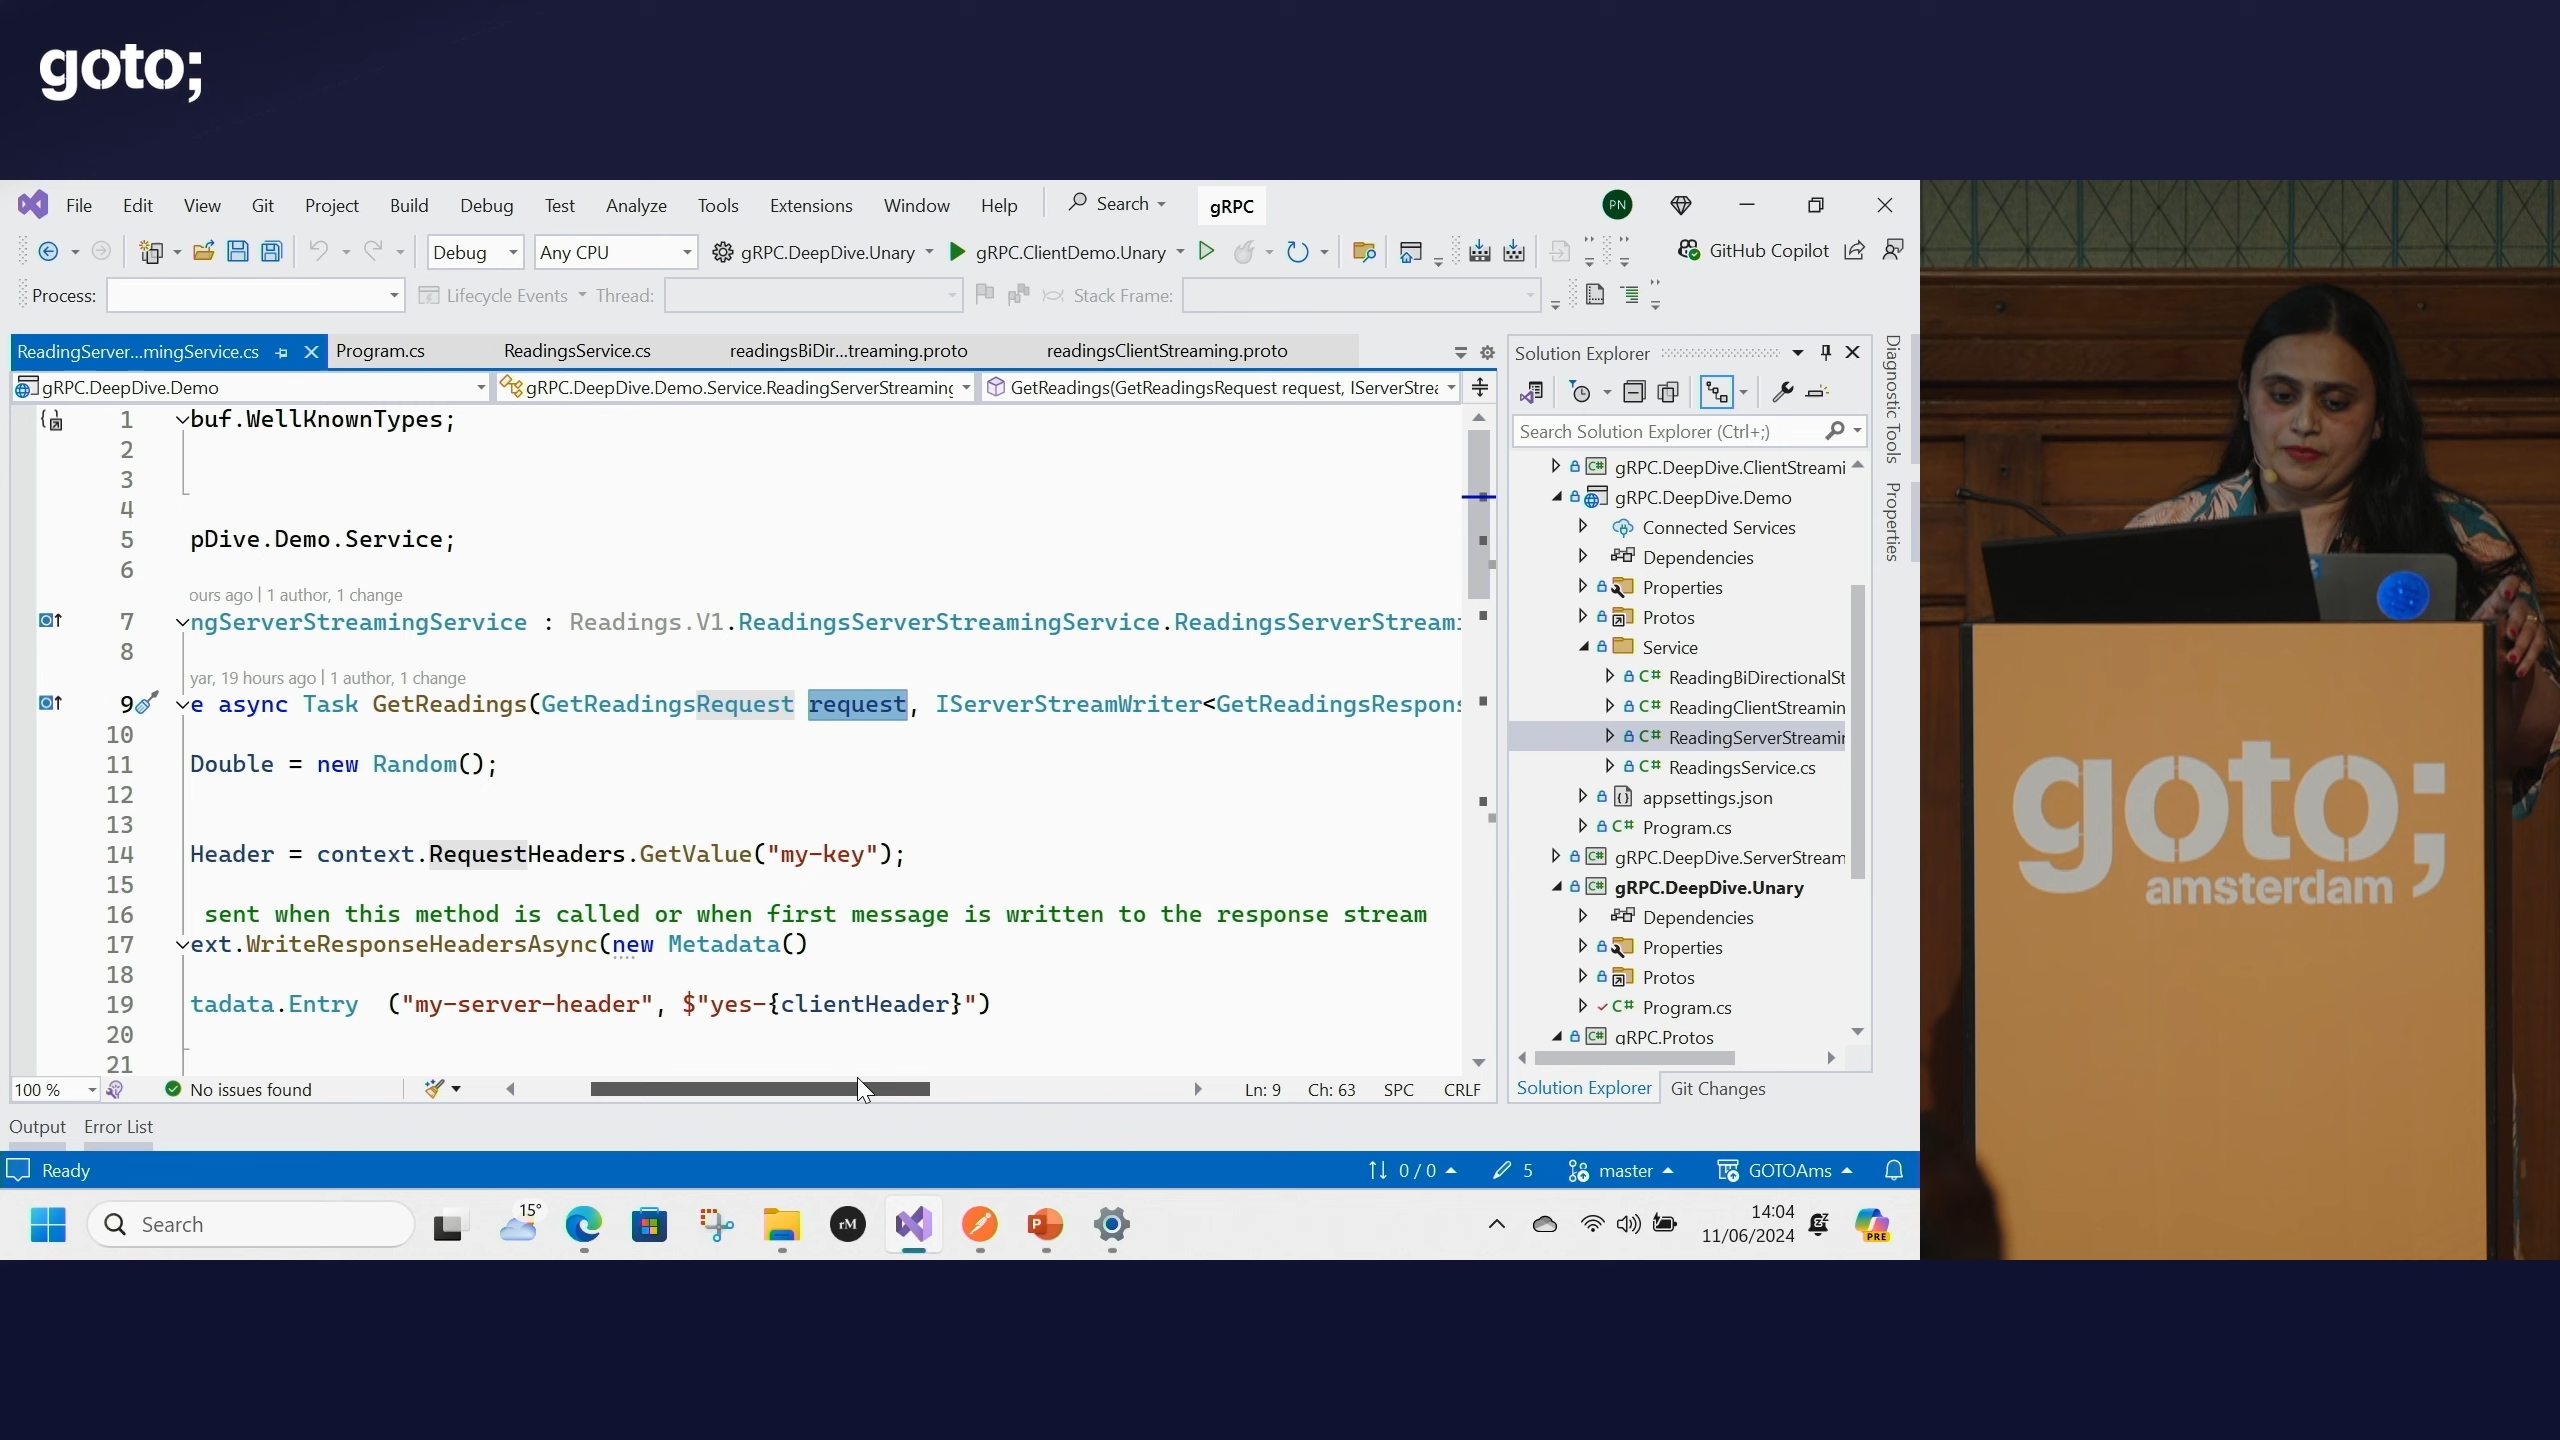 goto;
File Edit View Git Project Build Debug Test Analyze Tools Extensions Window Help Search gRPC PN
Debug Any CPU gRPC.DeepDive.Unary gRPC.ClientDemo.Unary GitHub Copilot
Process: Lifecycle Events Thread: Stack Frame:
ReadingServer...mingService.cs Program.cs ReadingsService.cs readingsBiDir...treaming.proto readingsClientStreaming.proto
gRPC.DeepDive.Demo gRPC.DeepDive.Demo.Service.ReadingServerStreaming GetReadings(GetReadingsRequest request, IServerStrea
1 buf.WellKnownTypes;
2
3
4
5 pDive.Demo.Service;
6
ours ago | 1 author, 1 change
7 ngServerStreamingService : Readings.V1.ReadingsServerStreamingService.ReadingsServerStreami
8
yar, 19 hours ago | 1 author, 1 change
9 e async Task GetReadings(GetReadingsRequest request, IServerStreamWriter<GetReadingsRespons
10
11 Double = new Random();
12
13
14 Header = context.RequestHeaders.GetValue("my-key");
15
16 sent when this method is called or when first message is written to the response stream
17 ext.WriteResponseHeadersAsync(new Metadata()
18
19 tadata.Entry ("my-server-header", $"yes-{clientHeader}")
20
21
100 % No issues found Ln: 9 Ch: 63 SPC CRLF
Output Error List
Solution Explorer
Search Solution Explorer (Ctrl+;)
gRPC.DeepDive.ClientStreami
gRPC.DeepDive.Demo
Connected Services
Dependencies
Properties
Protos
Service
C# ReadingBiDirectionalSt
C# ReadingClientStreamin
C# ReadingServerStreamin
C# ReadingsService.cs
appsettings.json
C# Program.cs
gRPC.DeepDive.ServerStream
gRPC.DeepDive.Unary
Dependencies
Properties
Protos
C# Program.cs
gRPC.Protos
Solution Explorer Git Changes
Diagnostic Tools
Properties
Ready 0 / 0 5 master GOTOAms
Search 15° rM P 14:04
11/06/2024 PRE
goto;
amsterdam